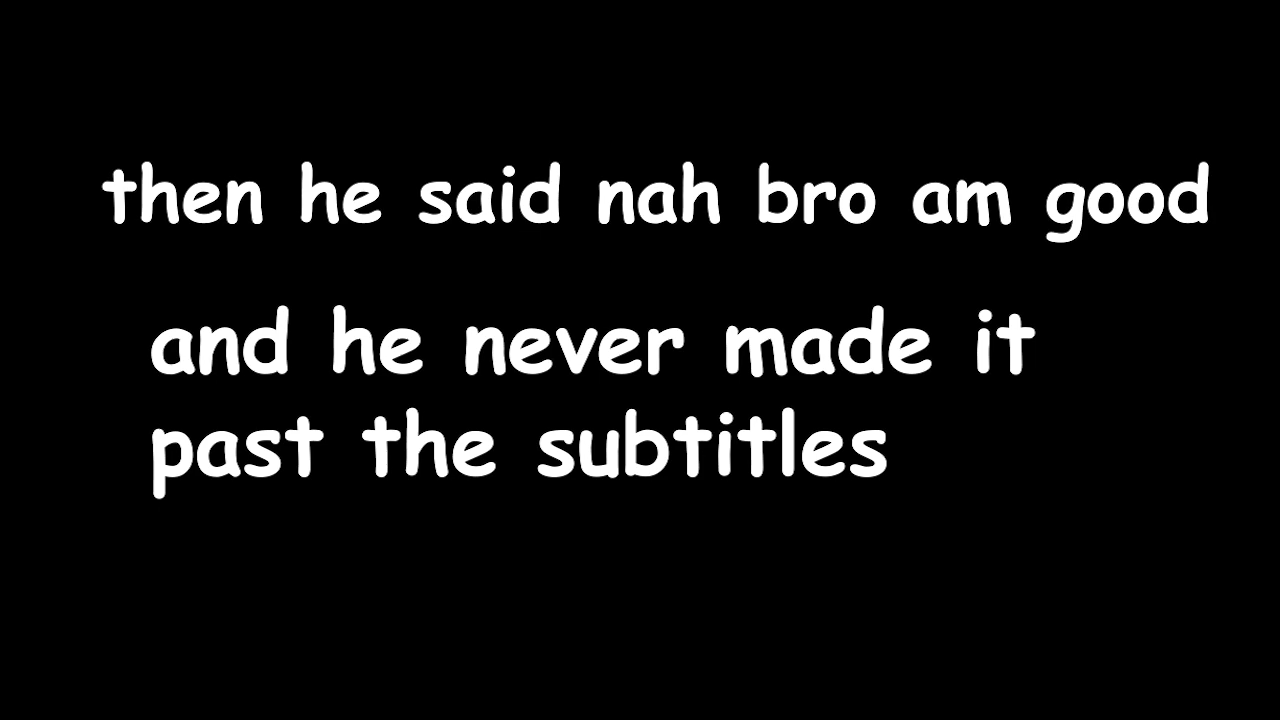 then he said nah bro am good
and he never made it
past the subtitles